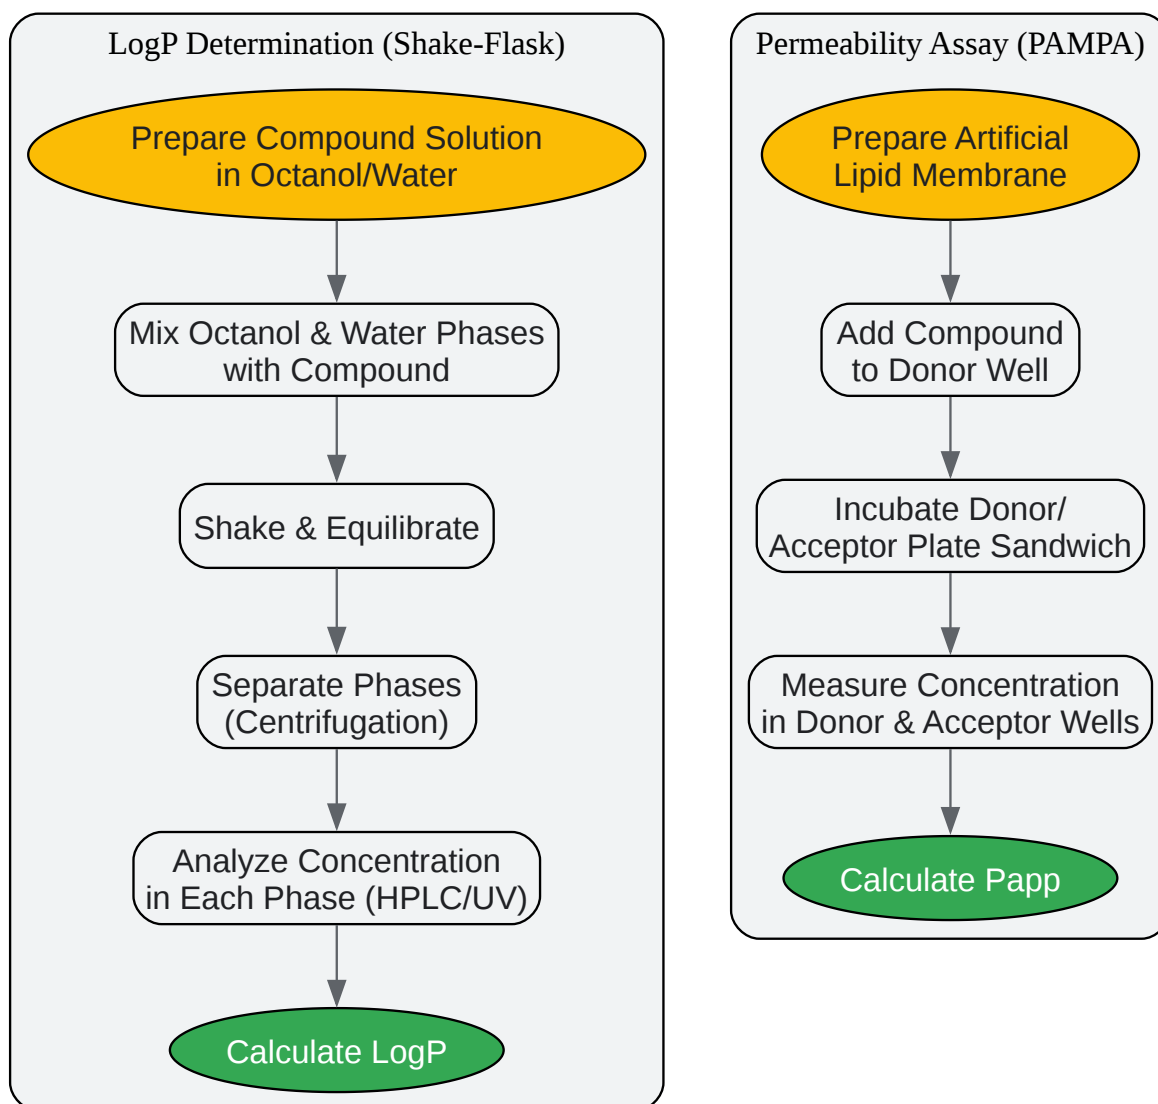 LogP Determination (Shake-Flask)
Prepare Compound Solution
in Octanol/Water
Mix Octanol & Water Phases
with Compound
Shake & Equilibrate
Separate Phases
(Centrifugation)
Analyze Concentration
in Each Phase (HPLC/UV)
Calculate LogP
Permeability Assay (PAMPA)
Prepare Artificial
Lipid Membrane
Add Compound
to Donor Well
Incubate Donor/
Acceptor Plate Sandwich
Measure Concentration
in Donor & Acceptor Wells
Calculate Papp